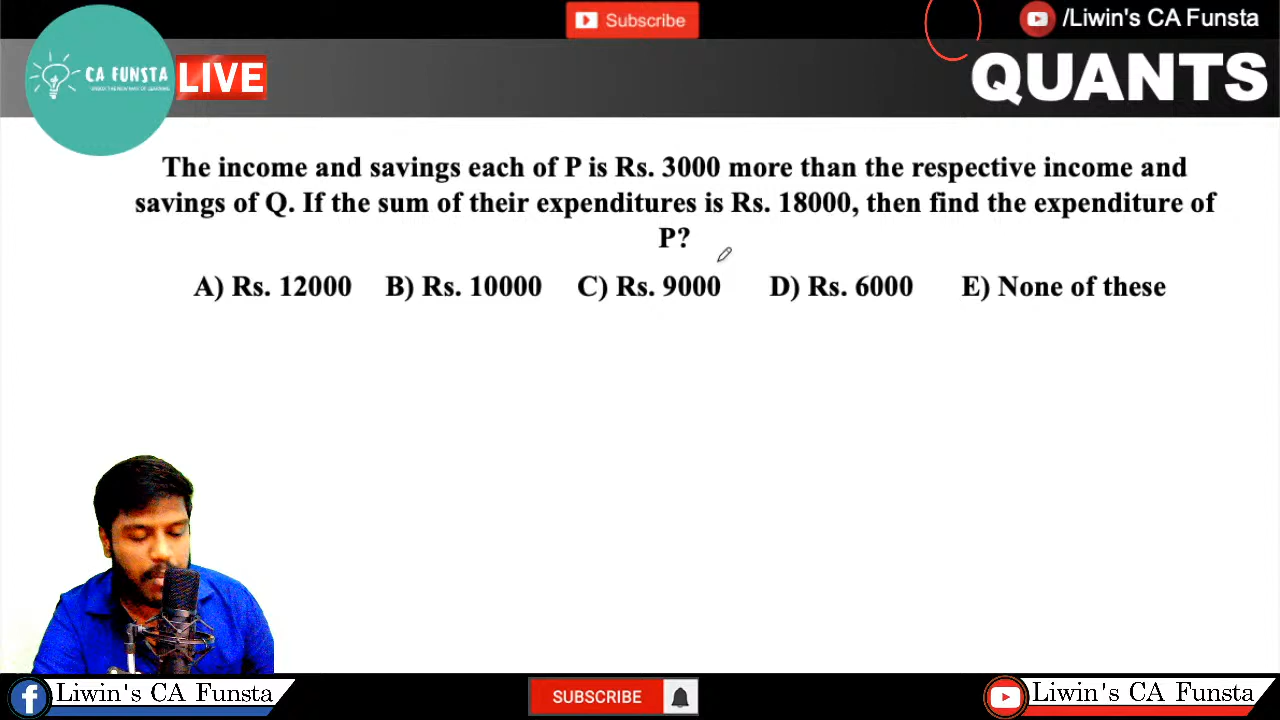 Subscribe
/Liwin's CA Funsta
CA FUNSTA
LIVE
QUANTS
The income and savings each of P is Rs. 3000 more than the respective income and
savings of Q. If the sum of their expenditures is Rs. 18000, then find the expenditure of
P?
A) Rs. 12000 B) Rs. 10000 C) Rs. 9000 D) Rs. 6000 E) None of these
Liwin's CA Funsta
SUBSCRIBE
Liwin's CA Funsta